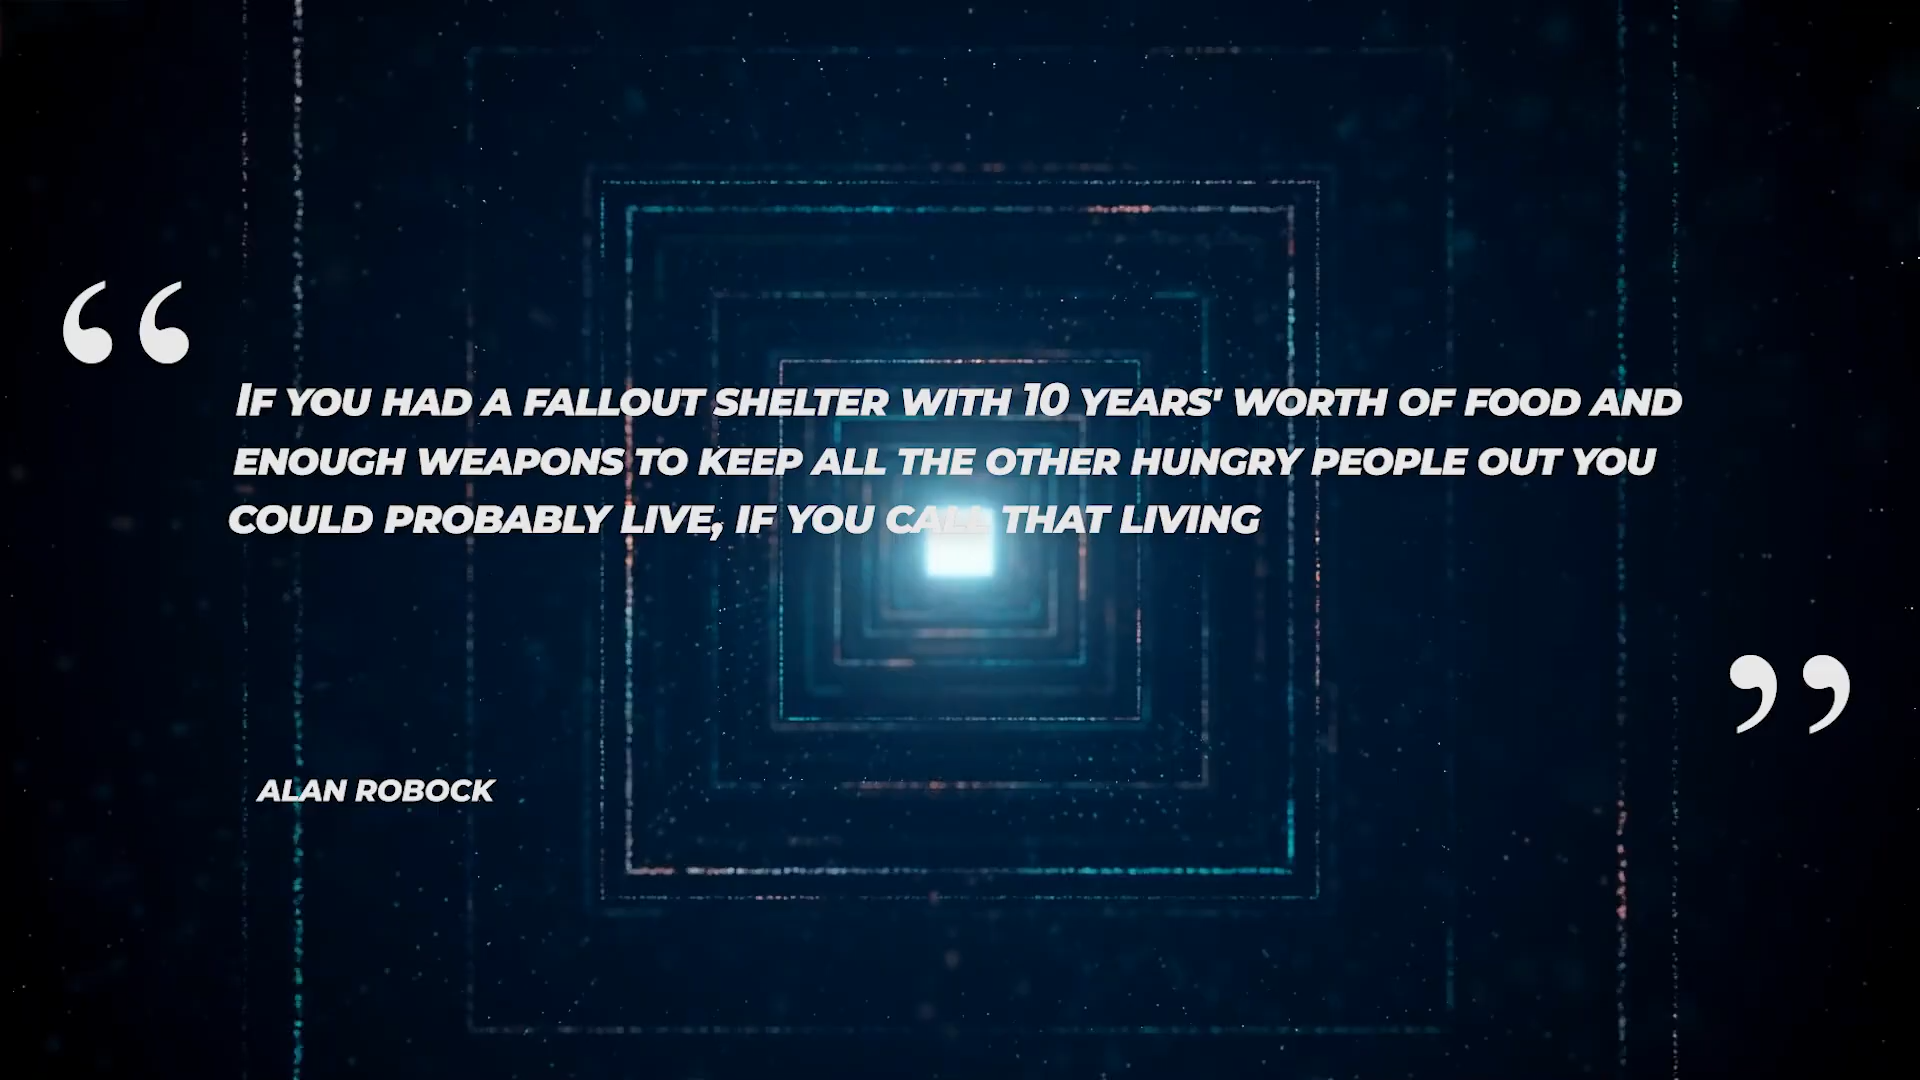 “
IF YOU HAD A FALLOUT SHELTER WITH 10 YEARS' WORTH OF FOOD AND
ENOUGH WEAPONS TO KEEP ALL THE OTHER HUNGRY PEOPLE OUT YOU
COULD PROBABLY LIVE, IF YOU CALL THAT LIVING
”
ALAN ROBOCK